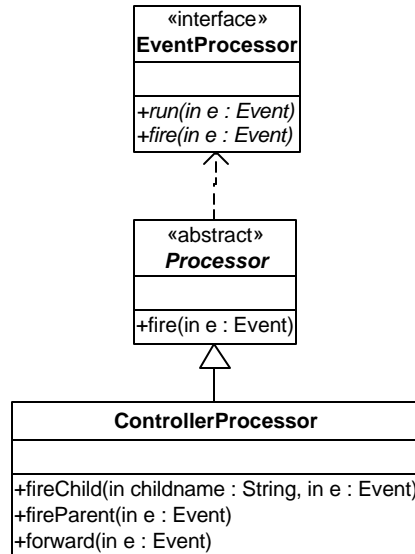 «interface»
EventProcessor
+run(in e : Event)
+fire(in e : Event)
«abstract»
Processor
+fire(in e : Event)
ControllerProcessor
+fireChild(in childname : String, in e : Event)
+fireParent(in e : Event)
+forward(in e : Event)